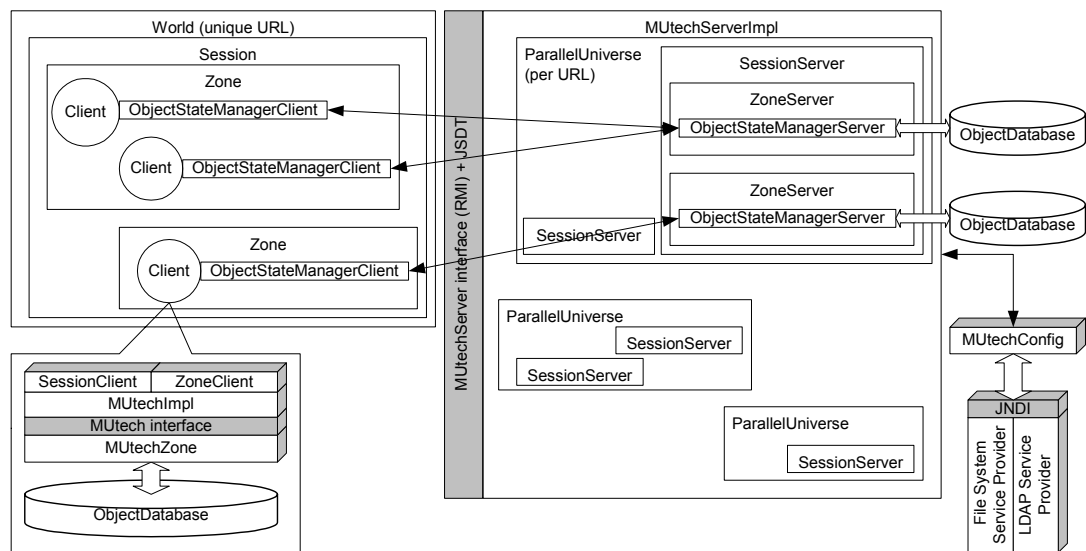 World (unique URL)
Session
Zone
Client
ObjectStateManagerClient
Client
ObjectStateManagerClient
Zone
Client
ObjectStateManagerClient
SessionClient
ZoneClient
MUtechImpl
MUtech interface
MUtechZone
ObjectDatabase
MUtechServer interface (RMI) + JSDT
MUtechServerImpl
ParallelUniverse
(per URL)
SessionServer
ZoneServer
ObjectStateManagerServer
ZoneServer
ObjectStateManagerServer
SessionServer
ParallelUniverse
SessionServer
SessionServer
ParallelUniverse
SessionServer
ObjectDatabase
ObjectDatabase
MUtechConfig
JNDI
File System
Service Provider
LDAP Service
Provider